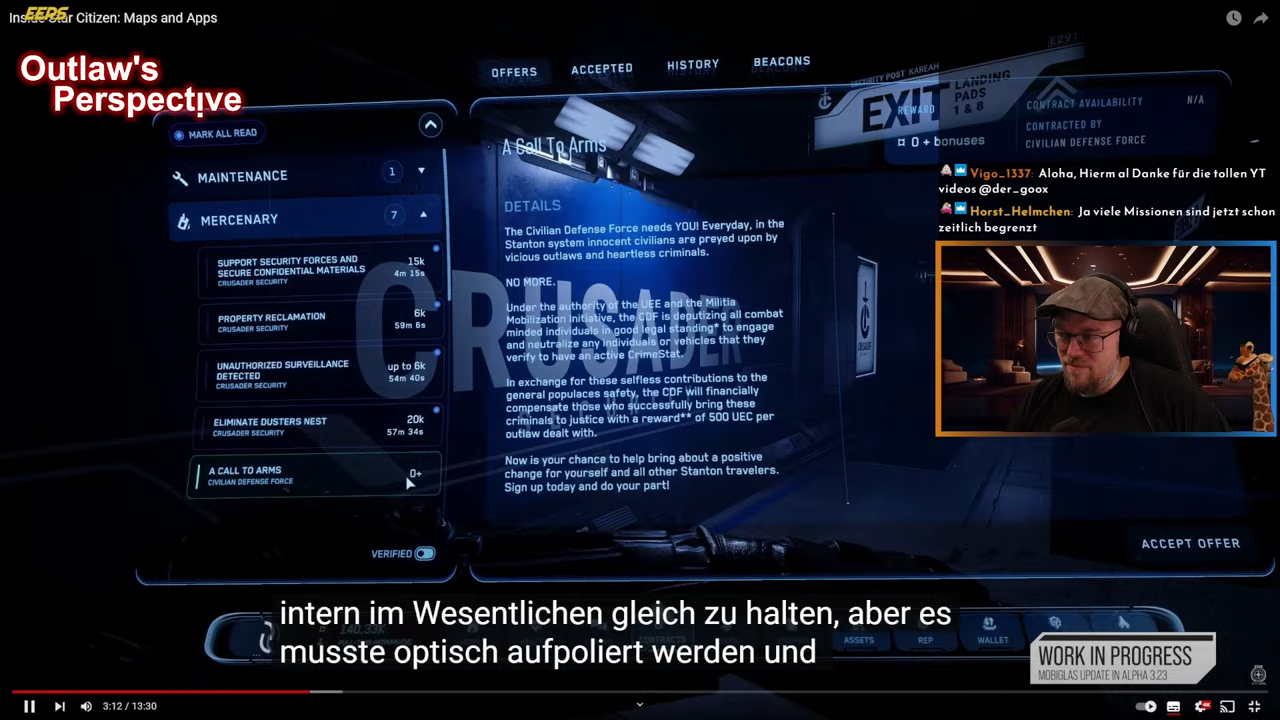 Inside Star Citizen: Maps and Apps
EERS
Outlaw's
Perspective
OFFERS
ACCEPTED
HISTORY
BEACONS
MARK ALL READ
MAINTENANCE
1
MERCENARY
7
SUPPORT SECURITY FORCES AND
SECURE CONFIDENTIAL MATERIALS
CRUSADER SECURITY
15k
4m 15s
PROPERTY RECLAMATION
CRUSADER SECURITY
6k
59m 6s
UNAUTHORIZED SURVEILLANCE
DETECTED
CRUSADER SECURITY
up to 6k
54m 40s
ELIMINATE DUSTERS NEST
CRUSADER SECURITY
20k
57m 34s
A CALL TO ARMS
CIVILIAN DEFENSE FORCE
0+
VERIFIED
A Call To Arms
DETAILS
The Civilian Defense Force needs YOU! Everyday, in the
Stanton system innocent civilians are preyed upon by
vicious outlaws and heartless criminals.
NO MORE.
Under the authority of the UEE and the Militia
Mobilization Initiative, the CDF is deputizing all combat
minded individuals in good legal standing* to engage
and neutralize any individuals or vehicles that they
verify to have an active CrimeStat.
In exchange for these selfless contributions to the
general populaces safety, the CDF will financially
compensate those who successfully bring these
criminals to justice with a reward** of 500 UEC per
outlaw dealt with.
Now is your chance to help bring about a positive
change for yourself and all other Stanton travelers.
Sign up today and do your part!
CRUSADER
SECURITY POST KAREAH
EXIT
LANDING
PADS
1 & 8
E291
REWARD
¤ 0 + bonuses
CONTRACT AVAILABILITY
N/A
CONTRACTED BY
CIVILIAN DEFENSE FORCE
Vigo_1337: Aloha, Hierm al Danke für die tollen YT
videos @der_goox
Horst_Helmchen: Ja viele Missionen sind jetzt schon
zeitlich begrenzt
ACCEPT OFFER
intern im Wesentlichen gleich zu halten, aber es
musste optisch aufpoliert werden und
ASSETS
REP
WALLET
WORK IN PROGRESS
MOBIGLAS UPDATE IN ALPHA 3.23
3:12 / 13:30
4K